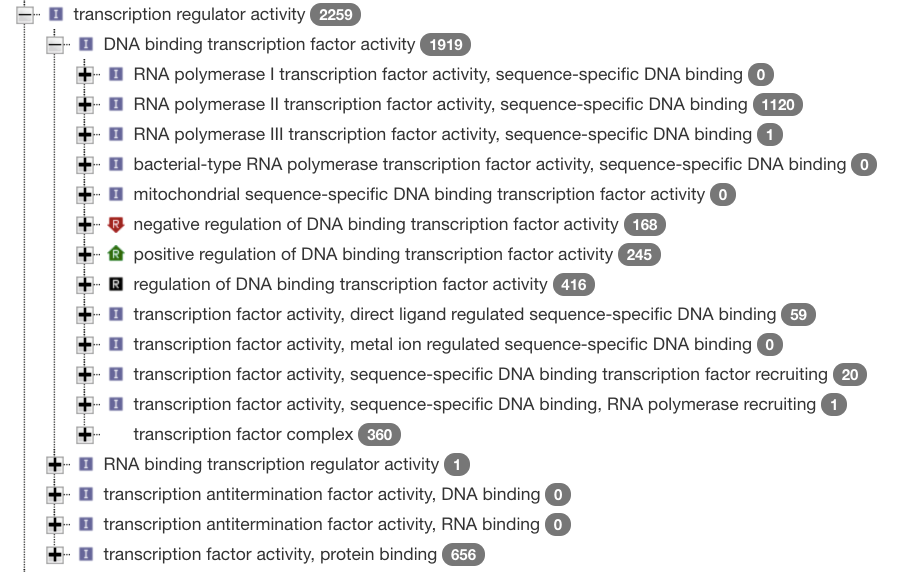 I transcription regulator activity 2259
I DNA binding transcription factor activity 1919
I RNA polymerase I transcription factor activity, sequence-specific DNA binding 0
I RNA polymerase II transcription factor activity, sequence-specific DNA binding 1120
I RNA polymerase III transcription factor activity, sequence-specific DNA binding 1
I bacterial-type RNA polymerase transcription factor activity, sequence-specific DNA binding 0
I mitochondrial sequence-specific DNA binding transcription factor activity 0
R negative regulation of DNA binding transcription factor activity 168
R positive regulation of DNA binding transcription factor activity 245
R regulation of DNA binding transcription factor activity 416
I transcription factor activity, direct ligand regulated sequence-specific DNA binding 59
I transcription factor activity, metal ion regulated sequence-specific DNA binding 0
I transcription factor activity, sequence-specific DNA binding transcription factor recruiting 20
I transcription factor activity, sequence-specific DNA binding, RNA polymerase recruiting 1
transcription factor complex 360
I RNA binding transcription regulator activity 1
I transcription antitermination factor activity, DNA binding 0
I transcription antitermination factor activity, RNA binding 0
I transcription factor activity, protein binding 656